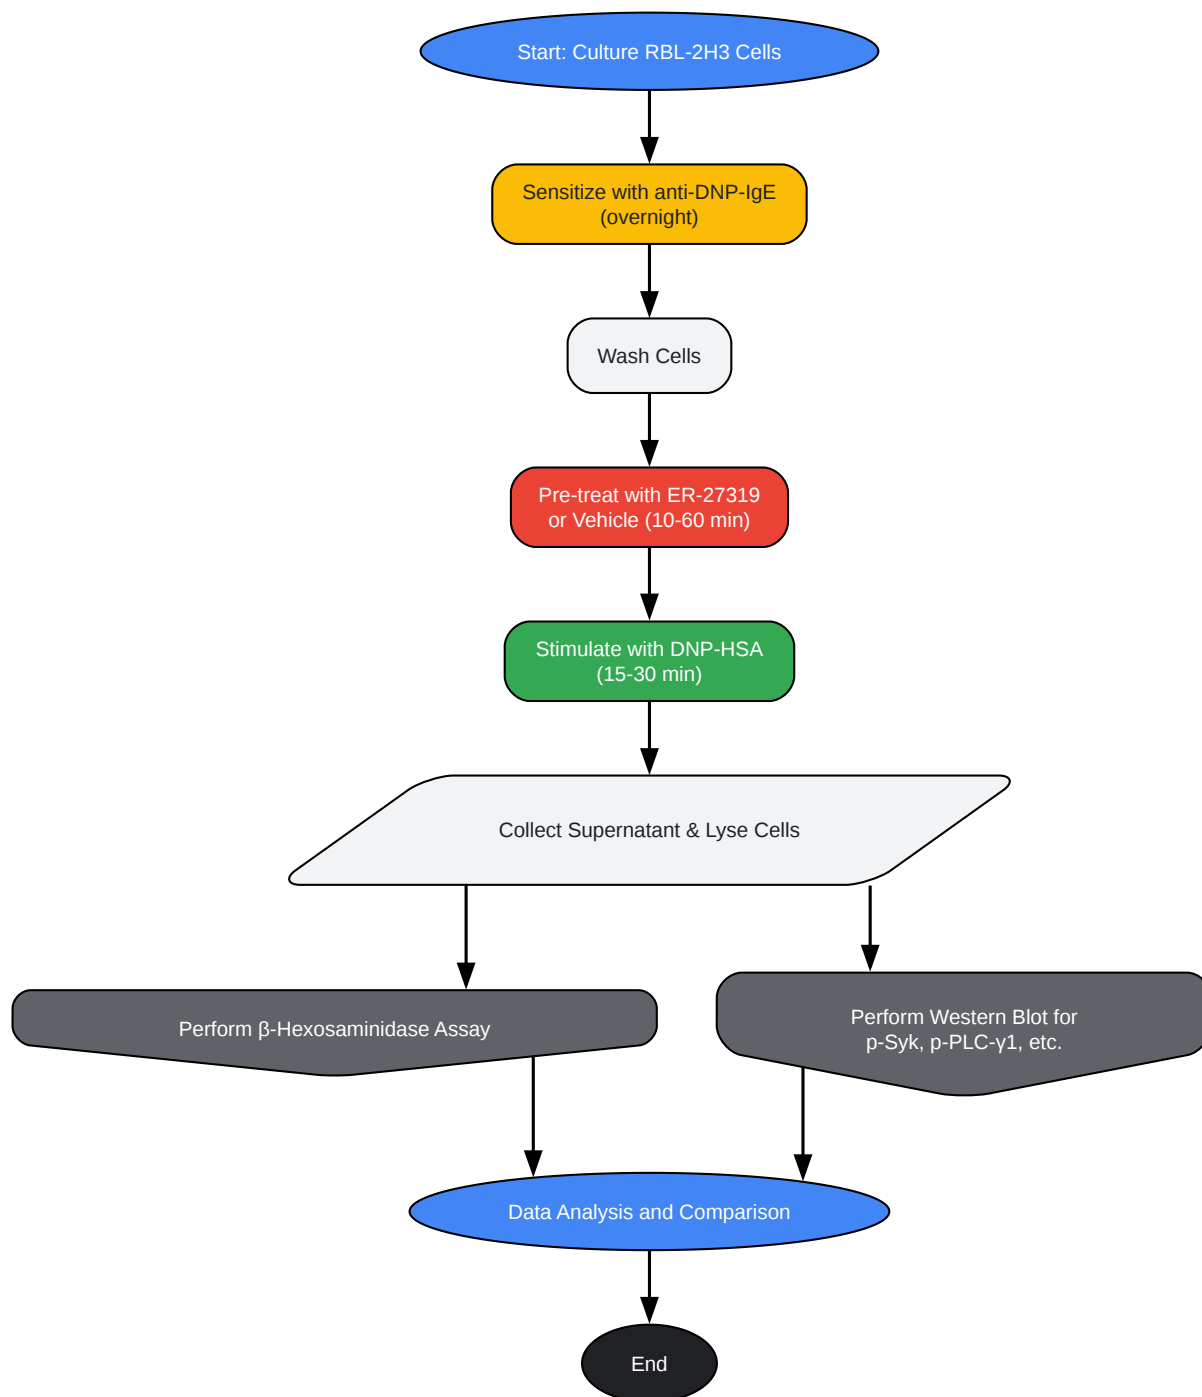 Start: Culture RBL-2H3 Cells
Sensitize with anti-DNP-IgE
(overnight)
Wash Cells
Pre-treat with ER-27319
or Vehicle (10-60 min)
Stimulate with DNP-HSA
(15-30 min)
Collect Supernatant & Lyse Cells
Perform β-Hexosaminidase Assay
Perform Western Blot for
p-Syk, p-PLC-γ1, etc.
Data Analysis and Comparison
End